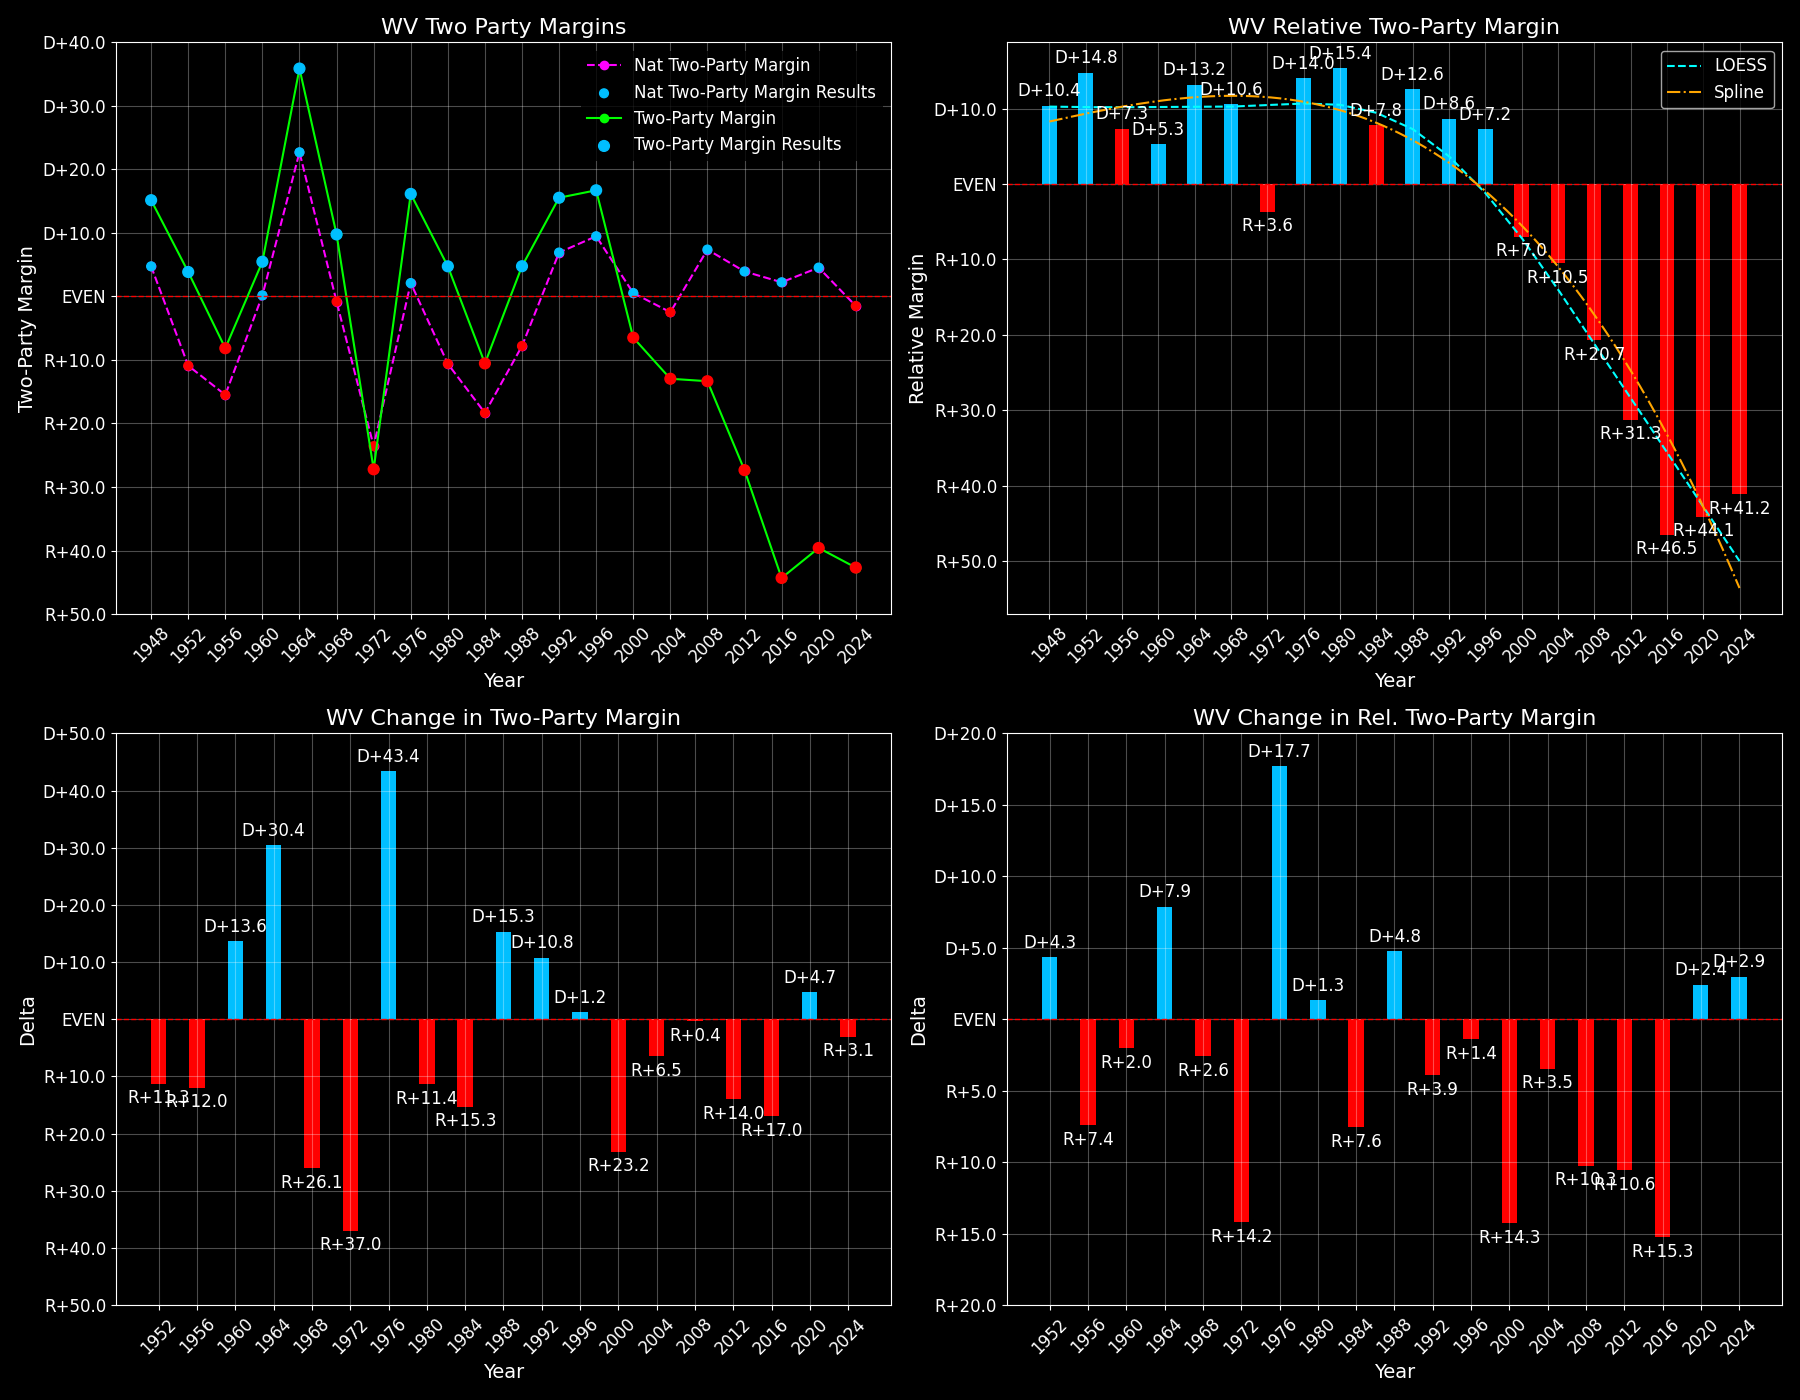 WV Two Party Margins
D+40.0
D+30.0
D+20.0
D+10.0
EVEN
R+10.0
R+20.0
R+30.0
R+40.0
R+50.0
Two-Party Margin
Nat Two-Party Margin
Nat Two-Party Margin Results
Two-Party Margin
Two-Party Margin Results
1948 1952 1956 1960 1964 1968 1972 1976 1980 1984 1988 1992 1996 2000 2004 2008 2012 2016 2020 2024
Year
WV Relative Two-Party Margin
D+10.0
EVEN
R+10.0
R+20.0
R+30.0
R+40.0
R+50.0
Relative Margin
LOESS
Spline
D+10.4 D+14.8 D+7.3 D+5.3 D+13.2 D+10.6 R+3.6 D+14.0 D+15.4 D+7.8 D+12.6 D+8.6 D+7.2 R+7.0 R+10.5 R+20.7 R+31.3 R+46.5 R+44.1 R+41.2
1948 1952 1956 1960 1964 1968 1972 1976 1980 1984 1988 1992 1996 2000 2004 2008 2012 2016 2020 2024
Year
WV Change in Two-Party Margin
D+50.0
D+40.0
D+30.0
D+20.0
D+10.0
EVEN
R+10.0
R+20.0
R+30.0
R+40.0
R+50.0
Delta
R+11.3 R+12.0 D+13.6 D+30.4 R+26.1 R+37.0 D+43.4 R+11.4 R+15.3 D+15.3 D+10.8 D+1.2 R+23.2 R+6.5 R+0.4 R+14.0 R+17.0 D+4.7 R+3.1
1952 1956 1960 1964 1968 1972 1976 1980 1984 1988 1992 1996 2000 2004 2008 2012 2016 2020 2024
Year
WV Change in Rel. Two-Party Margin
D+20.0
D+15.0
D+10.0
D+5.0
EVEN
R+5.0
R+10.0
R+15.0
R+20.0
Delta
D+4.3 R+7.4 R+2.0 D+7.9 R+2.6 R+14.2 D+17.7 D+1.3 R+7.6 D+4.8 R+3.9 R+1.4 R+14.3 R+3.5 R+10.3 R+10.6 R+15.3 D+2.4 D+2.9
1952 1956 1960 1964 1968 1972 1976 1980 1984 1988 1992 1996 2000 2004 2008 2012 2016 2020 2024
Year